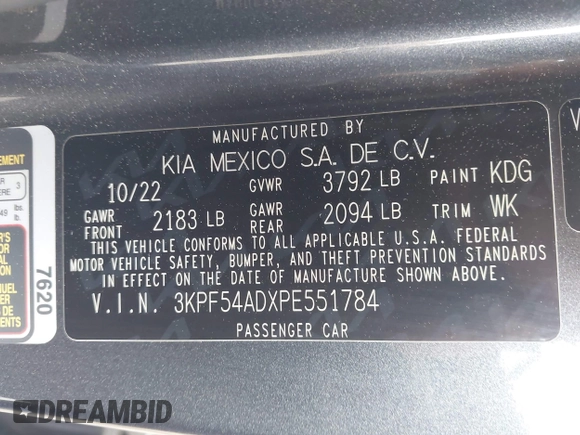 MANUFACTURED BY
KIA MEXICO S.A. DE C.V.
10/22 GVWR 3792 LB PAINT KDG
GAWR FRONT 2183 LB GAWR REAR 2094 LB TRIM WK
THIS VEHICLE CONFORMS TO ALL APPLICABLE U.S.A. FEDERAL
MOTOR VEHICLE SAFETY, BUMPER, AND THEFT PREVENTION STANDARDS
IN EFFECT ON THE DATE OF MANUFACTURE SHOWN ABOVE.
V.I.N. 3KPF54ADXPE551784
PASSENGER CAR
7620
3
lbs.
DREAMBID